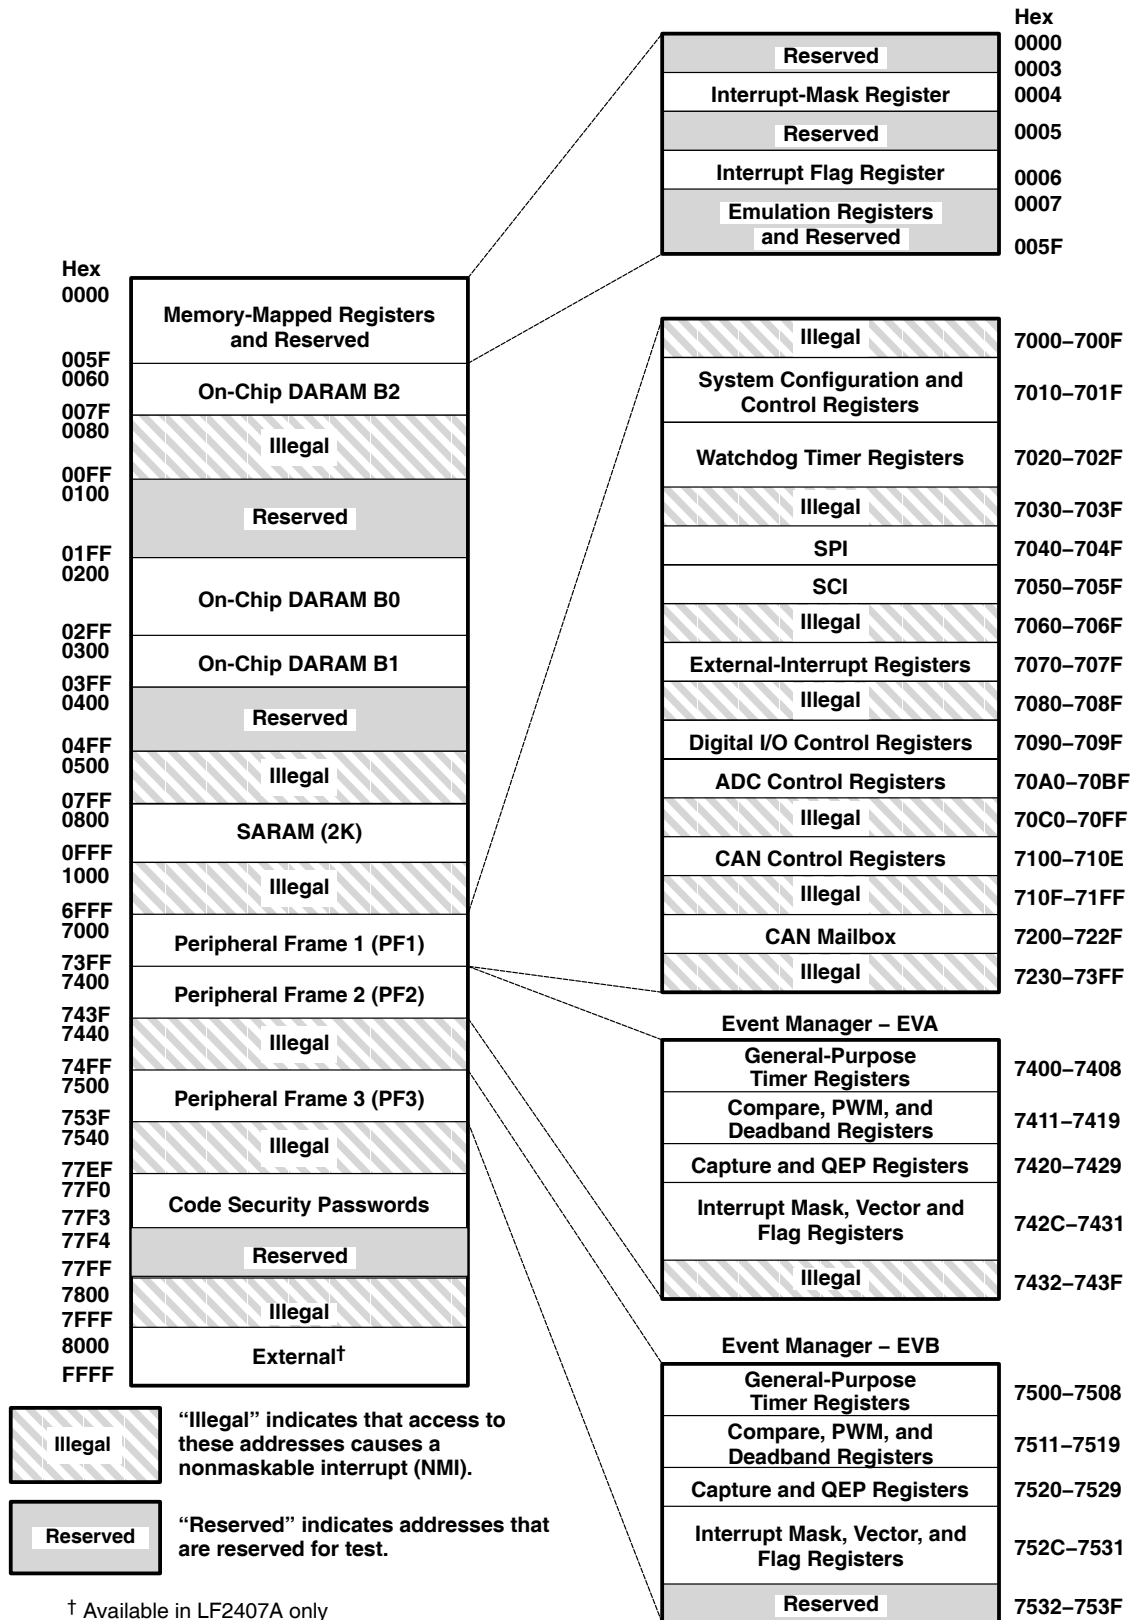 Hex
0000
Reserved
0003
Interrupt-Mask Register
0004
Reserved
0005
Interrupt Flag Register
0006
0007
Emulation Registers
and Reserved
005F
Hex
0000
Memory-Mapped Registers
and Reserved
005F
0060
On-Chip DARAM B2
007F
0080
Illegal
00FF
0100
Reserved
01FF
0200
On-Chip DARAM B0
02FF
0300
On-Chip DARAM B1
03FF
0400
Reserved
04FF
0500
Illegal
07FF
0800
SARAM (2K)
0FFF
1000
Illegal
6FFF
7000
Peripheral Frame 1 (PF1)
73FF
7400
Peripheral Frame 2 (PF2)
743F
7440
Illegal
74FF
7500
Peripheral Frame 3 (PF3)
753F
7540
Illegal
77EF
77F0
Code Security Passwords
77F3
77F4
Reserved
77FF
7800
Illegal
7FFF
8000
External†
FFFF
Illegal
7000–700F
System Configuration and
Control Registers
7010–701F
Watchdog Timer Registers
7020–702F
Illegal
7030–703F
SPI
7040–704F
SCI
7050–705F
Illegal
7060–706F
External-Interrupt Registers
7070–707F
Illegal
7080–708F
Digital I/O Control Registers
7090–709F
ADC Control Registers
70A0–70BF
Illegal
70C0–70FF
CAN Control Registers
7100–710E
Illegal
710F–71FF
CAN Mailbox
7200–722F
Illegal
7230–73FF
Event Manager – EVA
General-Purpose
Timer Registers
7400–7408
Compare, PWM, and
Deadband Registers
7411–7419
Capture and QEP Registers
7420–7429
Interrupt Mask, Vector and
Flag Registers
742C–7431
Illegal
7432–743F
Event Manager – EVB
General-Purpose
Timer Registers
7500–7508
Compare, PWM, and
Deadband Registers
7511–7519
Capture and QEP Registers
7520–7529
Interrupt Mask, Vector, and
Flag Registers
752C–7531
Reserved
7532–753F
Illegal
“Illegal” indicates that access to
these addresses causes a
nonmaskable interrupt (NMI).
Reserved
“Reserved” indicates addresses that
are reserved for test.
† Available in LF2407A only